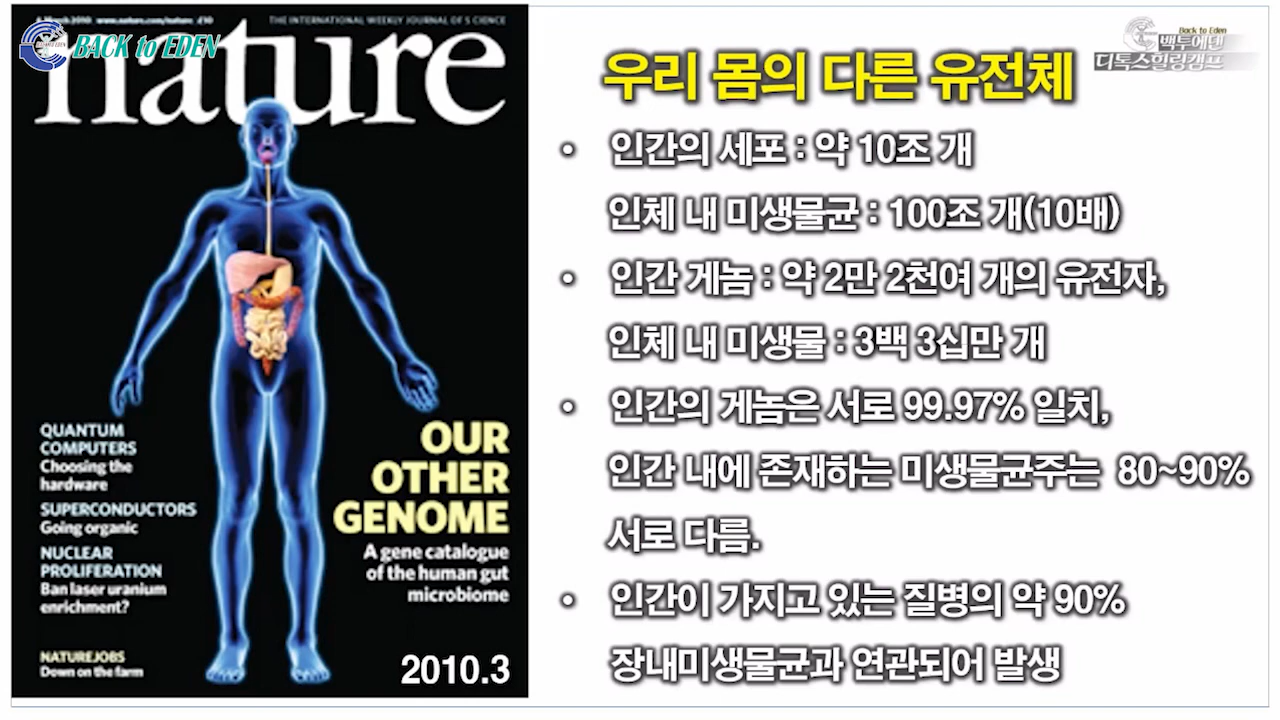 4 March 2010 www.nature.com/nature £10 THE INTERNATIONAL WEEKLY JOURNAL OF SCIENCE
BACK to EDEN
nature
QUANTUM
COMPUTERS
Choosing the
hardware
SUPERCONDUCTORS
Going organic
NUCLEAR
PROLIFERATION
Ban laser uranium
enrichment?
NATUREJOBS
Down on the farm
OUR
OTHER
GENOME
A gene catalogue
of the human gut
microbiome
2010.3
Back to Eden
백투에덴
디톡스힐링캠프
우리 몸의 다른 유전체
• 인간의 세포 : 약 10조 개
인체 내 미생물균 : 100조 개(10배)
• 인간 게놈 : 약 2만 2천여 개의 유전자,
인체 내 미생물 : 3백 3십만 개
• 인간의 게놈은 서로 99.97% 일치,
인간 내에 존재하는 미생물균주는 80~90%
서로 다름.
• 인간이 가지고 있는 질병의 약 90%
장내미생물균과 연관되어 발생